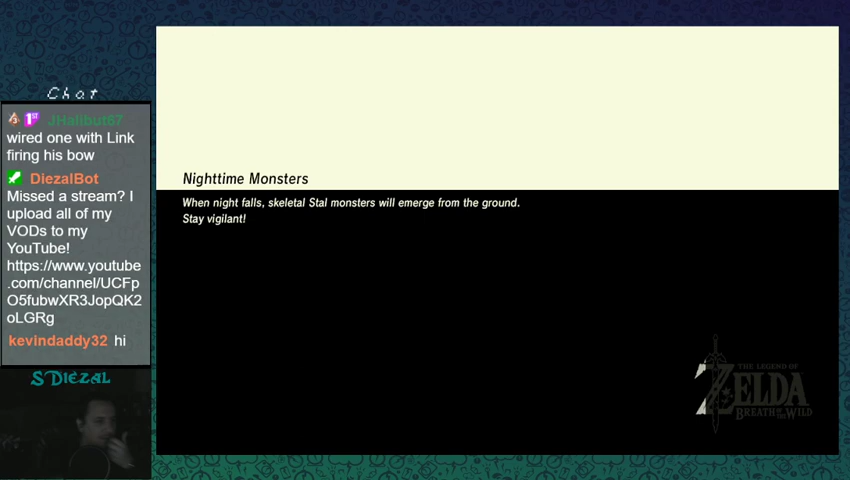 Chat
1ST JHalibut67
wired one with Link
firing his bow
DiezalBot
Missed a stream? I
upload all of my
VODs to my
YouTube!
https://www.youtube
.com/channel/UCFp
O5fubwXR3JopQK2
oLGRg
kevindaddy32 hi
SDiezal
Nighttime Monsters
When night falls, skeletal Stal monsters will emerge from the ground.
Stay vigilant!
THE LEGEND OF
ZELDA
BREATH OF THE WILD